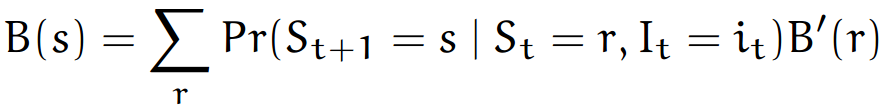 B(s) = ∑_r Pr(S_{t+1} = s | S_t = r, I_t = i_t)B′(r)